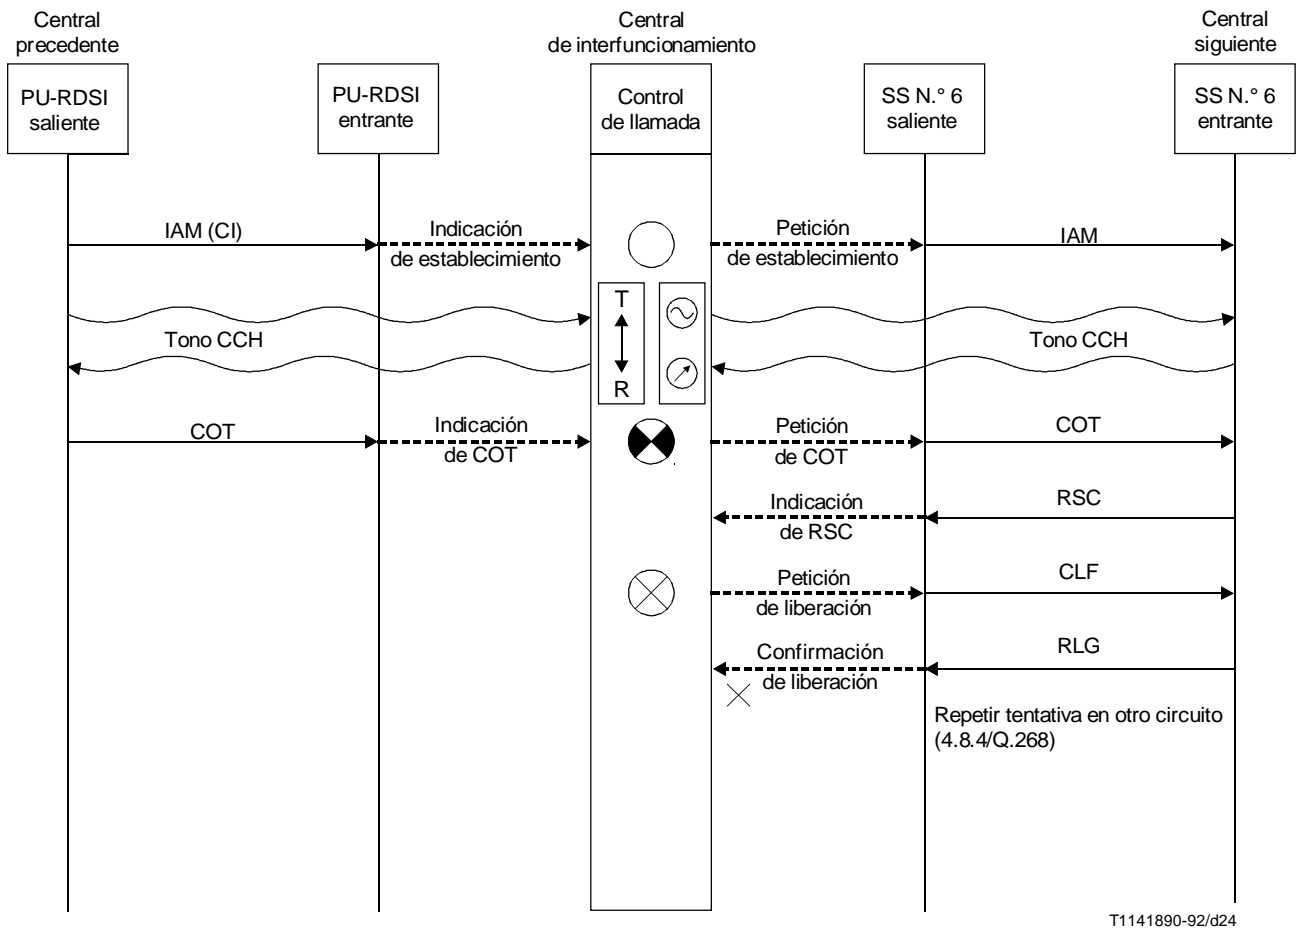 Central
precedente
Central
de interfuncionamiento
Central
siguiente
PU-RDSI
saliente
PU-RDSI
entrante
Control
de llamada
SS N.° 6
saliente
SS N.° 6
entrante
IAM (CI)
Indicación
de establecimiento
Petición
de establecimiento
IAM
T
R
Tono CCH
Tono CCH
COT
Indicación
de COT
Petición
de COT
COT
Indicación
de RSC
RSC
Petición
de liberación
CLF
Confirmación
de liberación
RLG
Repetir tentativa en otro circuito
(4.8.4/Q.268)
T1141890-92/d24